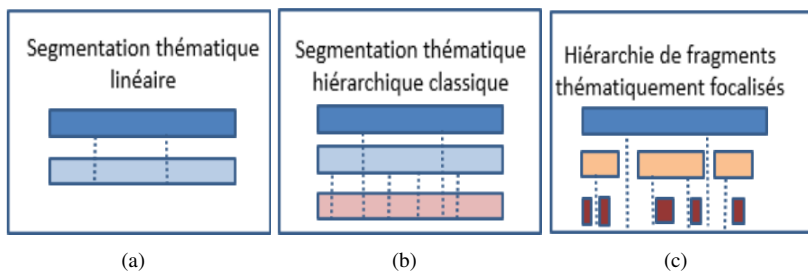 Segmentation thématique
linéaire
Segmentation thématique
hiérarchique classique
Hiérarchie de fragments
thématiquement focalisés
(a)
(b)
(c)